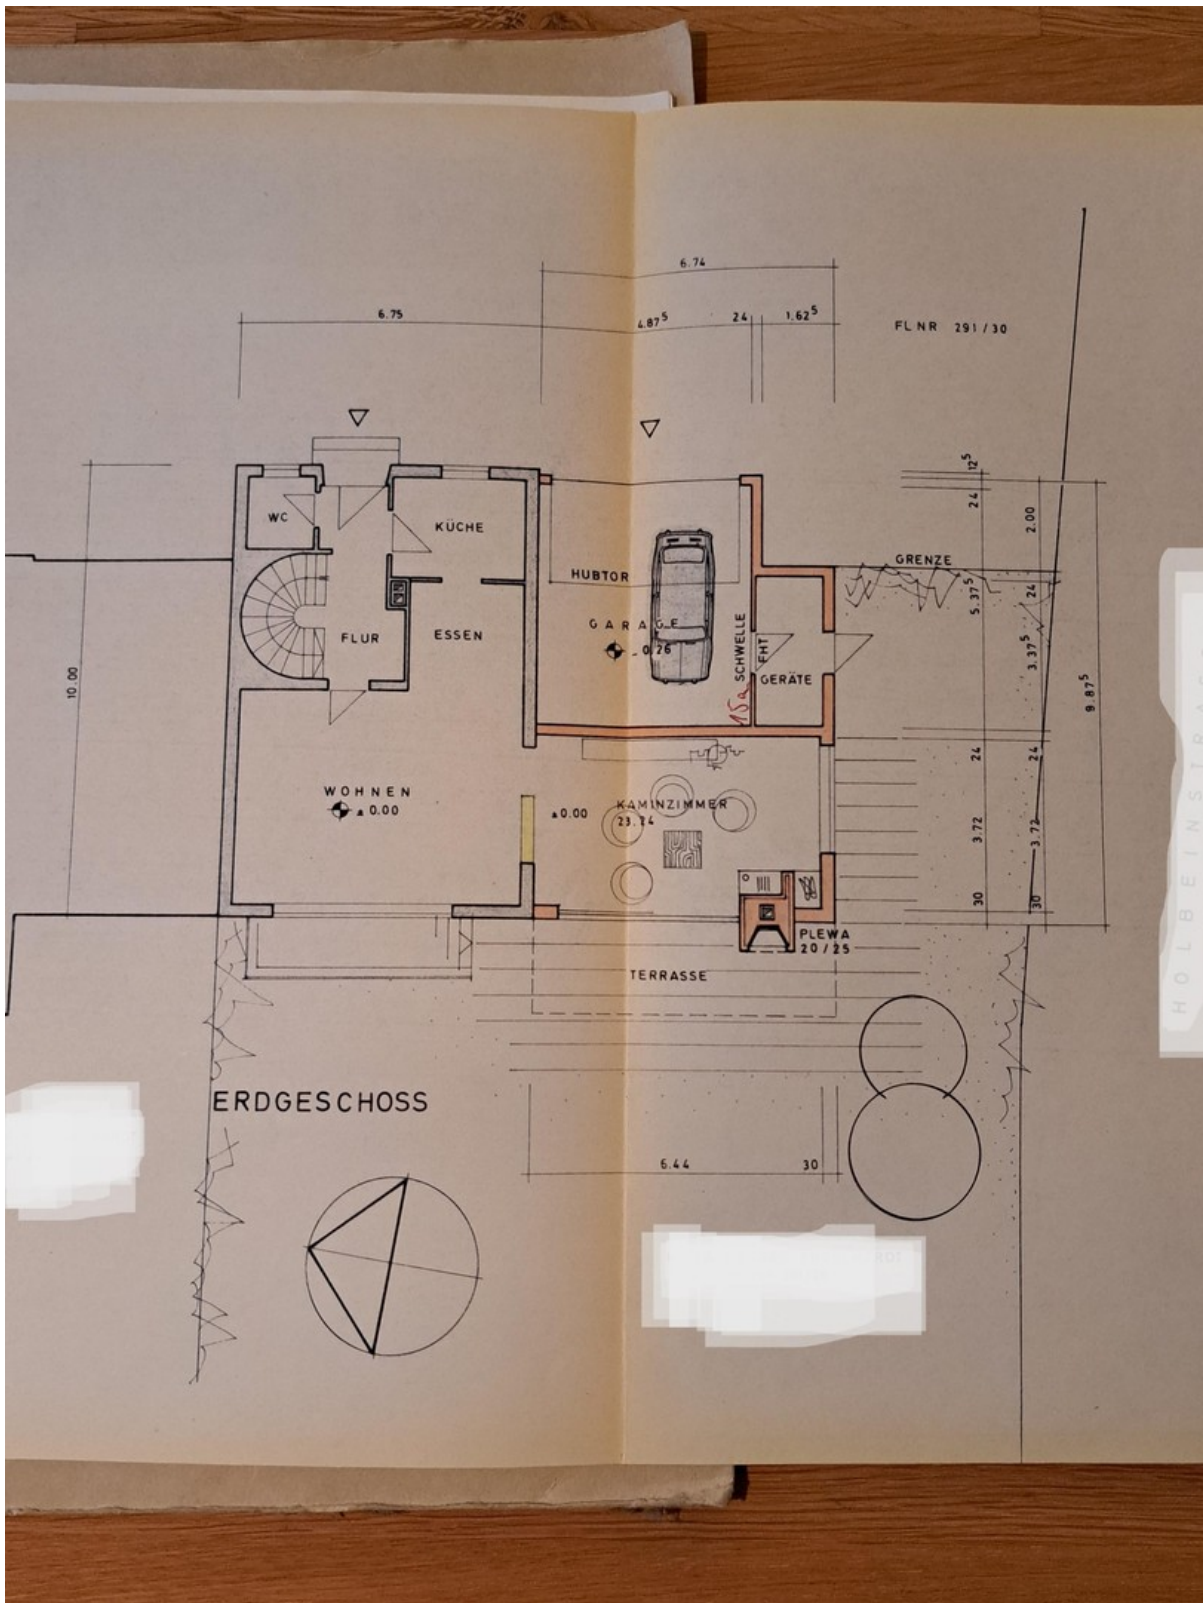 6.74
6.75
4.87⁵
24
1.62⁵
FL NR 291/30
12⁵
24
2.00
WC
KÜCHE
HUBTOR
GRENZE
5.37⁵
24
GARAGE
- 0.26
SCHWELLE
FHT
GERÄTE
FLUR
ESSEN
3.37⁵
9.87⁵
10.00
24
24
WOHNEN
± 0.00
± 0.00
KAMINZIMMER
23.24
3.72
3.72
30
30
PLEWA
20/25
TERRASSE
HOLBEINSTR
ERDGESCHOSS
6.44
30